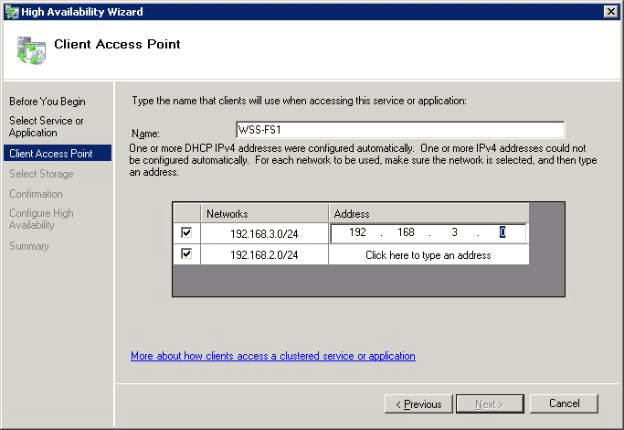 High Availability Wizard
Client Access Point
Before You Begin
Select Service or
Application
Client Access Point
Select Storage
Confirmation
Configure High
Availability
Summary
Type the name that clients will use when accessing this service or application:
Name: WSS-FS1
One or more DHCP IPv4 addresses were configured automatically. One or more IPv4 addresses could not
be configured automatically. For each network to be used, make sure the network is selected, and then type
an address.
Networks Address
192.168.3.0/24 192 . 168 . 3 . 0
192.168.2.0/24 Click here to type an address
More about how clients access a clustered service or application
< Previous Next > Cancel